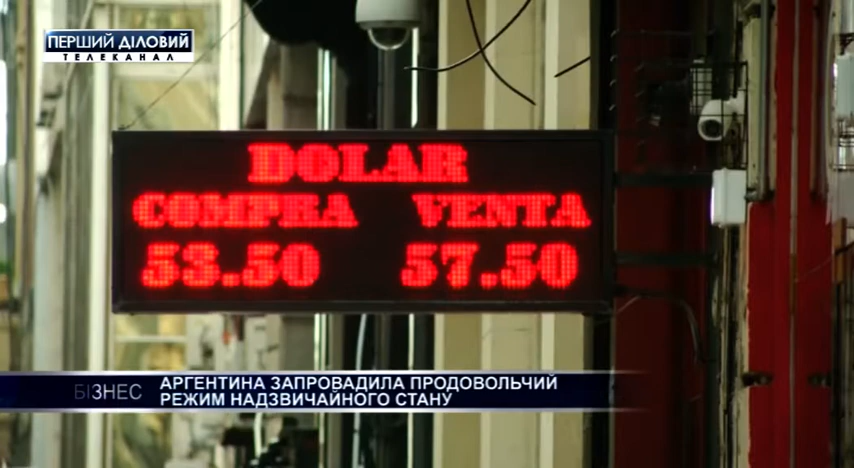 ПЕРШИЙ ДІЛОВИЙ
ТЕЛЕКАНАЛ
DOLAR
COMPRA VENTA
53.50 57.50
БІЗНЕС
АРГЕНТИНА ЗАПРОВАДИЛА ПРОДОВОЛЬЧИЙ
РЕЖИМ НАДЗВИЧАЙНОГО СТАНУ